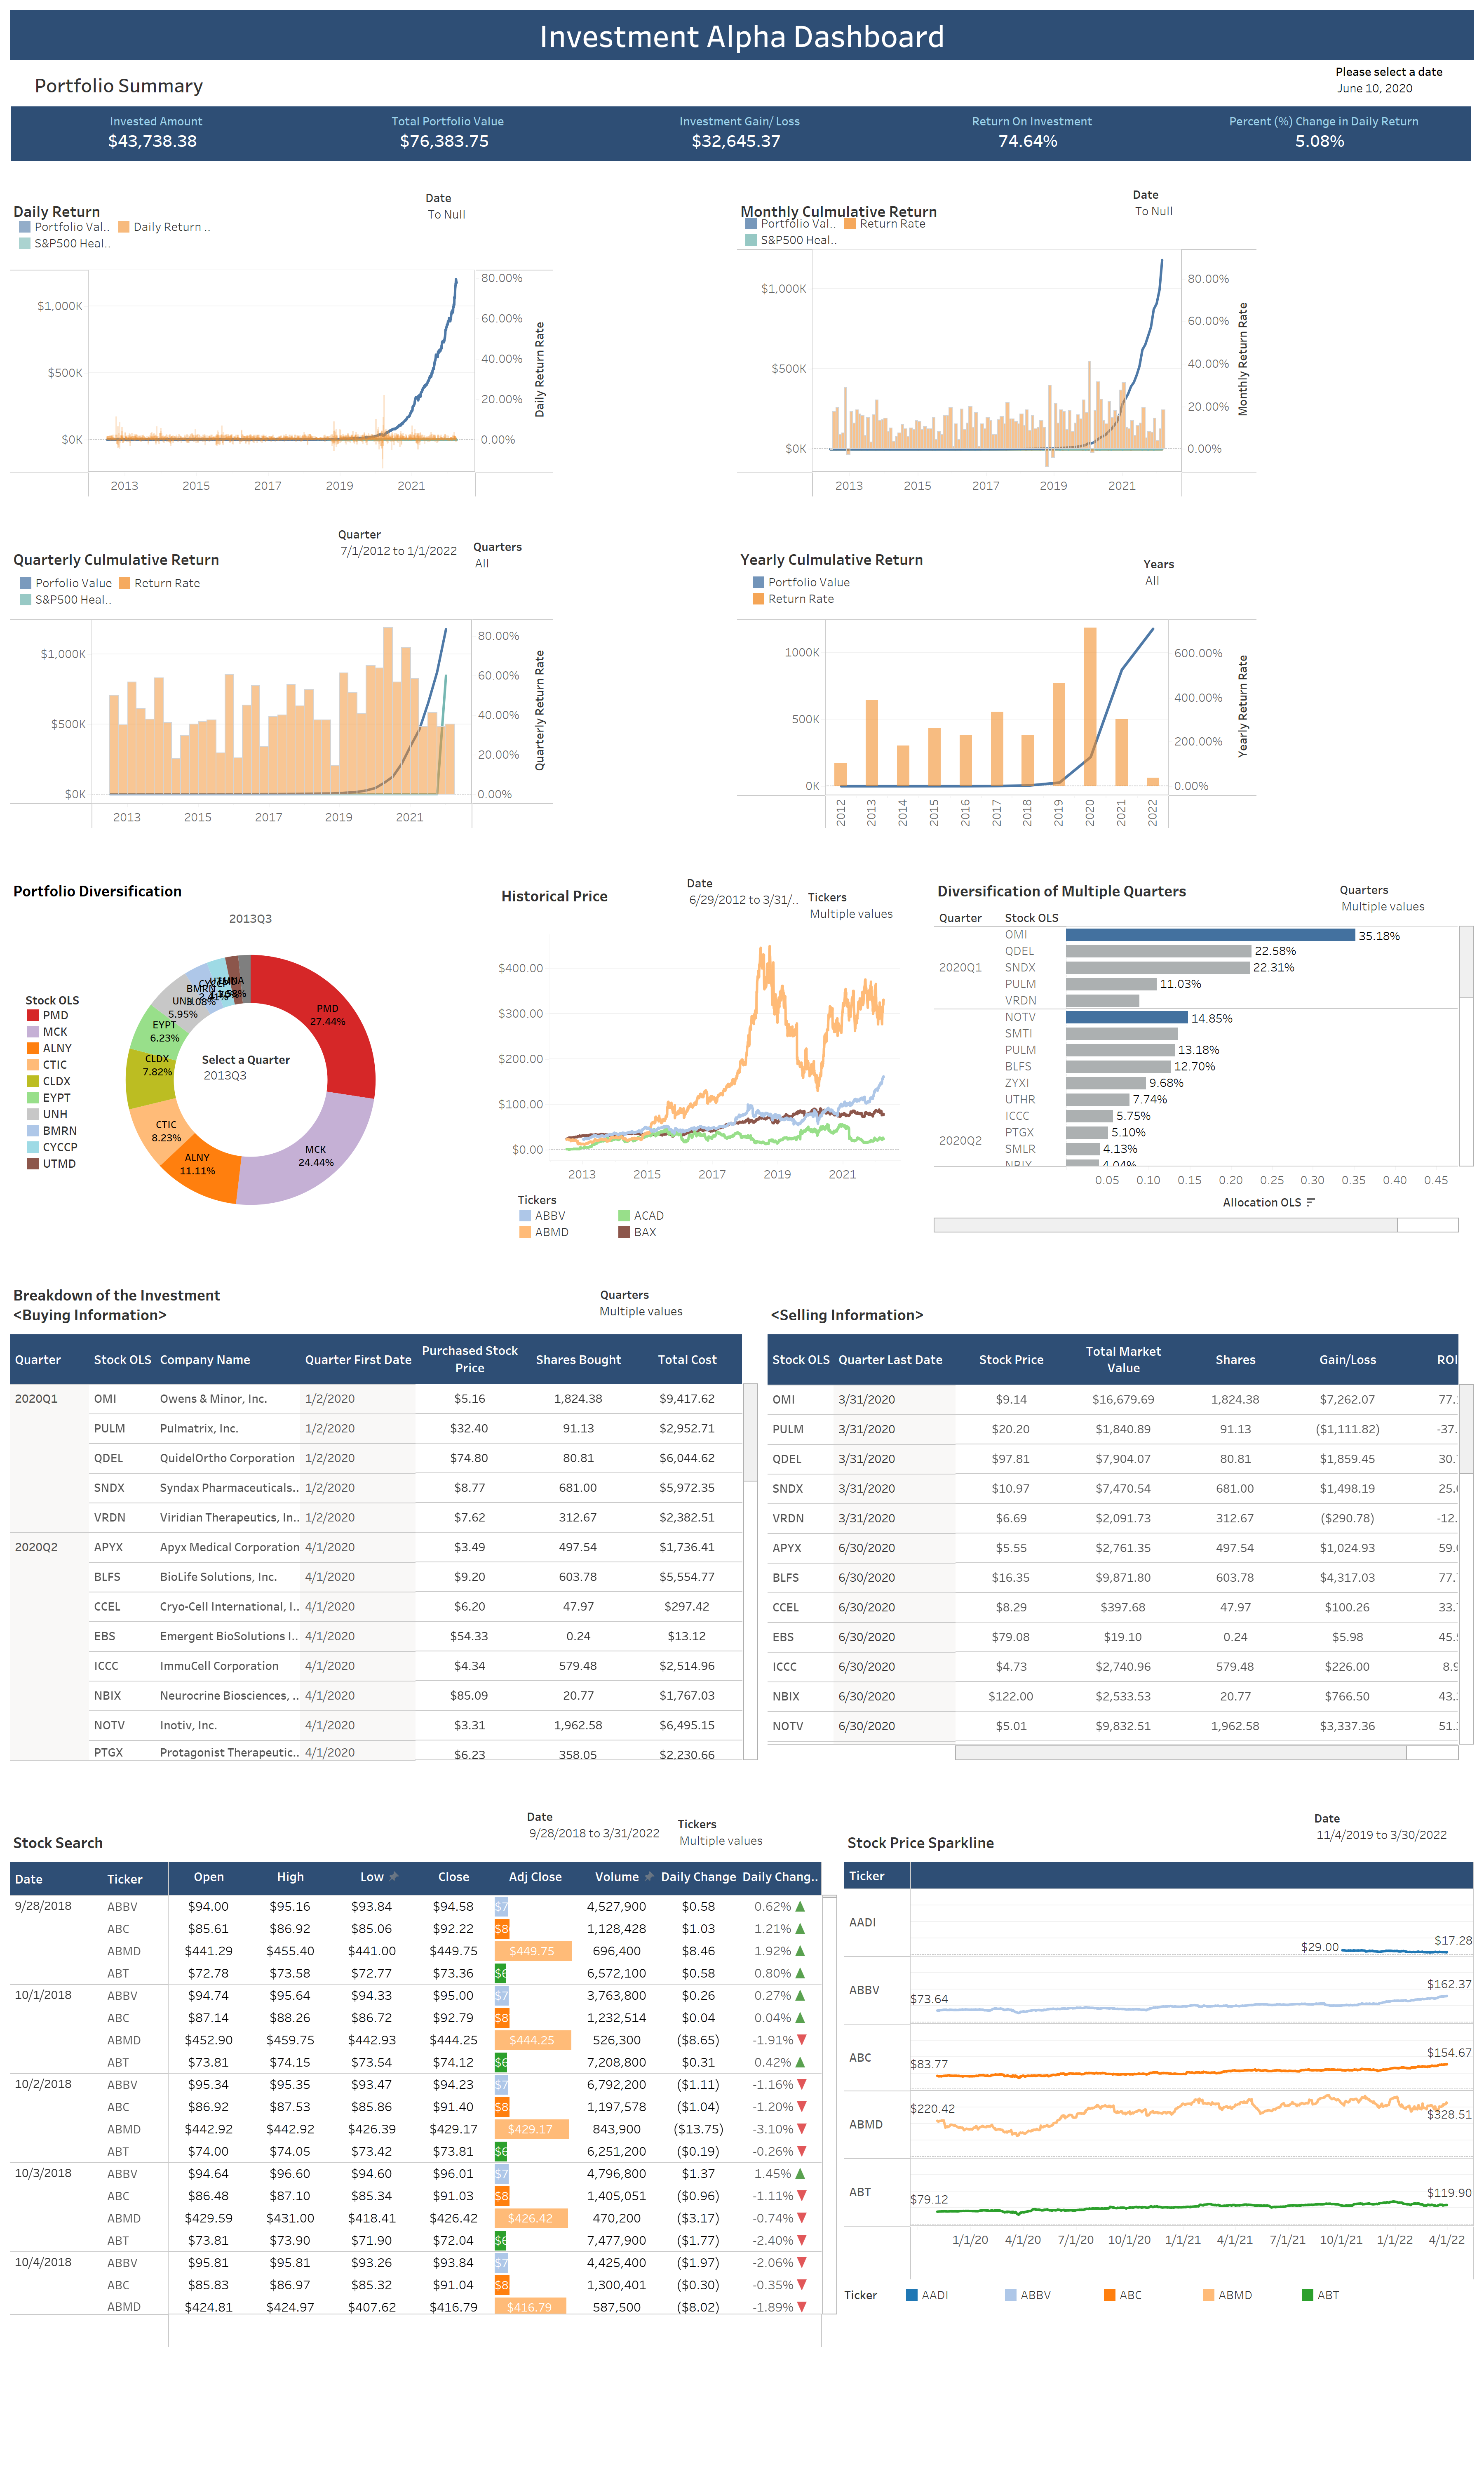 Investment Alpha Dashboard
Portfolio Summary
Please select a date
June 10, 2020
Invested Amount Total Portfolio Value Investment Gain/ Loss Return On Investment Percent (%) Change in Daily Return
$43,738.38 $76,383.75 $32,645.37 74.64% 5.08%
Daily Return
Date
To Null
Portfolio Val.. Daily Return ..
S&P500 Heal..
$1,000K
$500K
$0K
80.00%
60.00%
40.00%
20.00%
0.00%
Daily Return Rate
2013 2015 2017 2019 2021
Monthly Culmulative Return
Date
To Null
Portfolio Val.. Return Rate
S&P500 Heal..
$1,000K
$500K
$0K
80.00%
60.00%
40.00%
20.00%
0.00%
Monthly Return Rate
2013 2015 2017 2019 2021
Quarterly Culmulative Return
Quarter
7/1/2012 to 1/1/2022
Quarters
All
Porfolio Value Return Rate
S&P500 Heal..
$1,000K
$500K
$0K
80.00%
60.00%
40.00%
20.00%
0.00%
Quarterly Return Rate
2013 2015 2017 2019 2021
Yearly Culmulative Return
Years
All
Portfolio Value
Return Rate
1000K
500K
0K
600.00%
400.00%
200.00%
0.00%
Yearly Return Rate
2012 2013 2014 2015 2016 2017 2018 2019 2020 2021 2022
Portfolio Diversification
2013Q3
Stock OLS
PMD
MCK
ALNY
CTIC
CLDX
EYPT
UNH
BMRN
CYCCP
UTMD
PMD
27.44%
MCK
24.44%
ALNY
11.11%
CTIC
8.23%
CLDX
7.82%
EYPT
6.23%
UNH
5.95%
BMRN
3.08%
Select a Quarter
2013Q3
Historical Price
Date
6/29/2012 to 3/31/..
Tickers
Multiple values
$400.00
$300.00
$200.00
$100.00
$0.00
2013 2015 2017 2019 2021
Tickers
ABBV ACAD
ABMD BAX
Diversification of Multiple Quarters
Quarters
Multiple values
Quarter Stock OLS
2020Q1
OMI 35.18%
QDEL 22.58%
SNDX 22.31%
PULM 11.03%
VRDN
2020Q2
NOTV 14.85%
SMTI
PULM 13.18%
BLFS 12.70%
ZYXI 9.68%
UTHR 7.74%
ICCC 5.75%
PTGX 5.10%
SMLR 4.13%
NBIX 4.04%
0.05 0.10 0.15 0.20 0.25 0.30 0.35 0.40 0.45
Allocation OLS
Breakdown of the Investment
<Buying Information>
Quarters
Multiple values
Quarter Stock OLS Company Name Quarter First Date Purchased Stock Price Shares Bought Total Cost
2020Q1 OMI Owens & Minor, Inc. 1/2/2020 $5.16 1,824.38 $9,417.62
PULM Pulmatrix, Inc. 1/2/2020 $32.40 91.13 $2,952.71
QDEL QuidelOrtho Corporation 1/2/2020 $74.80 80.81 $6,044.62
SNDX Syndax Pharmaceuticals.. 1/2/2020 $8.77 681.00 $5,972.35
VRDN Viridian Therapeutics, In.. 1/2/2020 $7.62 312.67 $2,382.51
2020Q2 APYX Apyx Medical Corporation 4/1/2020 $3.49 497.54 $1,736.41
BLFS BioLife Solutions, Inc. 4/1/2020 $9.20 603.78 $5,554.77
CCEL Cryo-Cell International, I.. 4/1/2020 $6.20 47.97 $297.42
EBS Emergent BioSolutions I.. 4/1/2020 $54.33 0.24 $13.12
ICCC ImmuCell Corporation 4/1/2020 $4.34 579.48 $2,514.96
NBIX Neurocrine Biosciences, .. 4/1/2020 $85.09 20.77 $1,767.03
NOTV Inotiv, Inc. 4/1/2020 $3.31 1,962.58 $6,495.15
PTGX Protagonist Therapeutic.. 4/1/2020 $6.23 358.05 $2,230.66
<Selling Information>
Stock OLS Quarter Last Date Stock Price Total Market Value Shares Gain/Loss ROI
OMI 3/31/2020 $9.14 $16,679.69 1,824.38 $7,262.07 77.
PULM 3/31/2020 $20.20 $1,840.89 91.13 ($1,111.82) -37.
QDEL 3/31/2020 $97.81 $7,904.07 80.81 $1,859.45 30.
SNDX 3/31/2020 $10.97 $7,470.54 681.00 $1,498.19 25.
VRDN 3/31/2020 $6.69 $2,091.73 312.67 ($290.78) -12.
APYX 6/30/2020 $5.55 $2,761.35 497.54 $1,024.93 59.
BLFS 6/30/2020 $16.35 $9,871.80 603.78 $4,317.03 77.
CCEL 6/30/2020 $8.29 $397.68 47.97 $100.26 33.
EBS 6/30/2020 $79.08 $19.10 0.24 $5.98 45.
ICCC 6/30/2020 $4.73 $2,740.96 579.48 $226.00 8.9
NBIX 6/30/2020 $122.00 $2,533.53 20.77 $766.50 43.
NOTV 6/30/2020 $5.01 $9,832.51 1,962.58 $3,337.36 51.
Stock Search
Date
9/28/2018 to 3/31/2022
Tickers
Multiple values
Date Ticker Open High Low Close Adj Close Volume Daily Change Daily Chang..
9/28/2018 ABBV $94.00 $95.16 $93.84 $94.58 $7 4,527,900 $0.58 0.62% ▲
ABC $85.61 $86.92 $85.06 $92.22 $8 1,128,428 $1.03 1.21% ▲
ABMD $441.29 $455.40 $441.00 $449.75 $449.75 696,400 $8.46 1.92% ▲
ABT $72.78 $73.58 $72.77 $73.36 $6 6,572,100 $0.58 0.80% ▲
10/1/2018 ABBV $94.74 $95.64 $94.33 $95.00 $7 3,763,800 $0.26 0.27% ▲
ABC $87.14 $88.26 $86.72 $92.79 $8 1,232,514 $0.04 0.04% ▲
ABMD $452.90 $459.75 $442.93 $444.25 $444.25 526,300 ($8.65) -1.91% ▼
ABT $73.81 $74.15 $73.54 $74.12 $6 7,208,800 $0.31 0.42% ▲
10/2/2018 ABBV $95.34 $95.35 $93.47 $94.23 $7 6,792,200 ($1.11) -1.16% ▼
ABC $86.92 $87.53 $85.86 $91.40 $8 1,197,578 ($1.04) -1.20% ▼
ABMD $442.92 $442.92 $426.39 $429.17 $429.17 843,900 ($13.75) -3.10% ▼
ABT $74.00 $74.05 $73.42 $73.81 $6 6,251,200 ($0.19) -0.26% ▼
10/3/2018 ABBV $94.64 $96.60 $94.60 $96.01 $7 4,796,800 $1.37 1.45% ▲
ABC $86.48 $87.10 $85.34 $91.03 $8 1,405,051 ($0.96) -1.11% ▼
ABMD $429.59 $431.00 $418.41 $426.42 $426.42 470,200 ($3.17) -0.74% ▼
ABT $73.81 $73.90 $71.90 $72.04 $6 7,477,900 ($1.77) -2.40% ▼
10/4/2018 ABBV $95.81 $95.81 $93.26 $93.84 $7 4,425,400 ($1.97) -2.06% ▼
ABC $85.83 $86.97 $85.32 $91.04 $8 1,300,401 ($0.30) -0.35% ▼
ABMD $424.81 $424.97 $407.62 $416.79 $416.79 587,500 ($8.02) -1.89% ▼
Stock Price Sparkline
Date
11/4/2019 to 3/30/2022
Ticker
AADI $29.00 $17.28
ABBV $73.64 $162.37
ABC $83.77 $154.67
ABMD $220.42 $328.51
ABT $79.12 $119.90
1/1/20 4/1/20 7/1/20 10/1/20 1/1/21 4/1/21 7/1/21 10/1/21 1/1/22 4/1/22
Ticker AADI ABBV ABC ABMD ABT